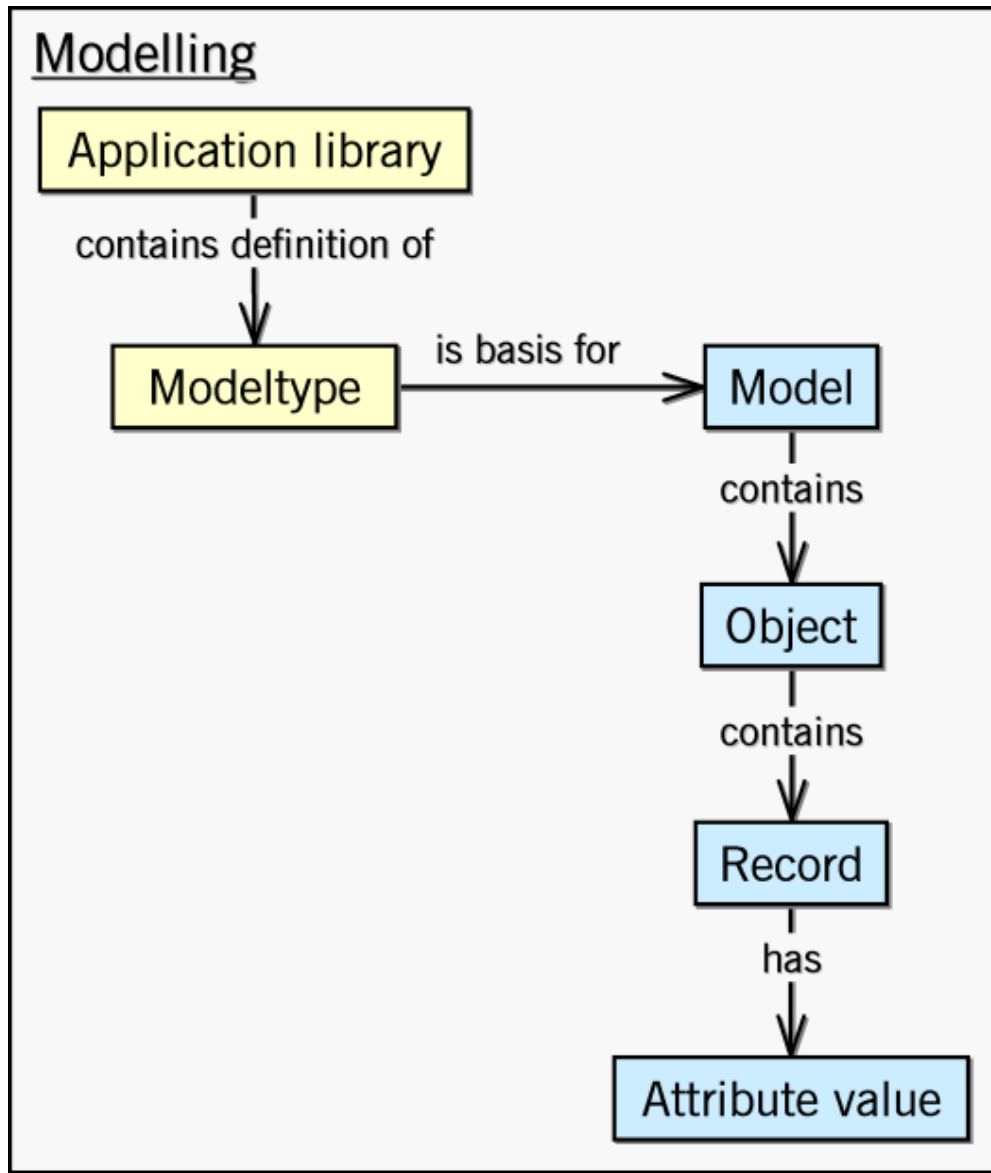 Modelling
Application library
contains definition of
is basis for
Modeltype
Model
contains
Object
contains
Record
has
Attribute value